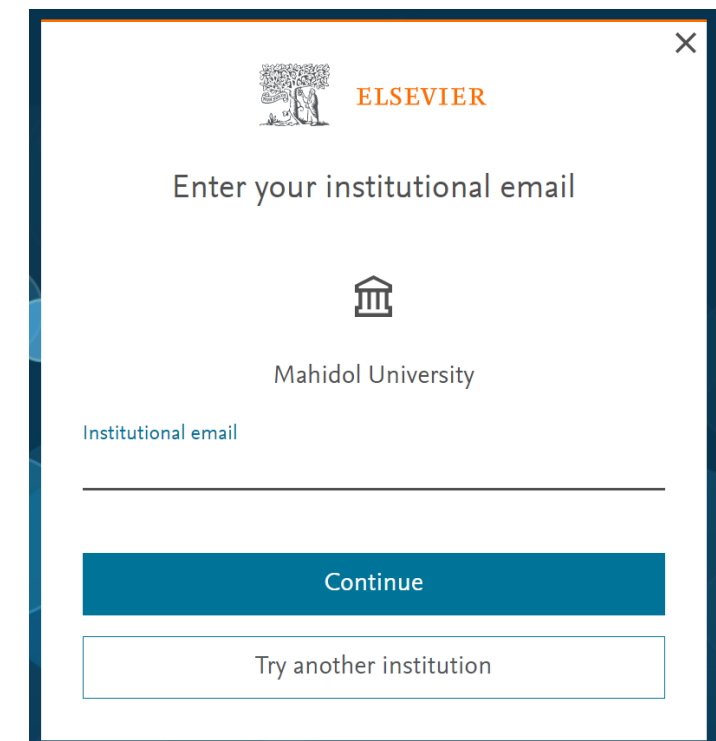 ELSEVIER
Enter your institutional email
Mahidol University
Institutional email
Continue
Try another institution